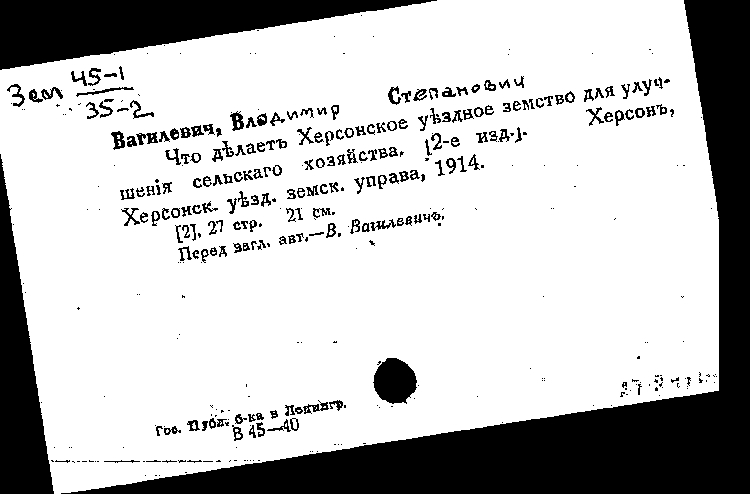 Зем 45-1
35-2
Вагилевич, Владимир Степанович
Что дѣлаетъ Херсонское уѣздное земство для улуч-
шенія сельскаго хозяйства. [2-е изд.]. Херсонъ,
Херсонск. уѣзд. земск. управа, 1914.
[2], 27 стр. 21 см.
Перед загл. авт.—В. Вагилевичъ.
Гос. Публ. б-ка в Ленингр.
В 45—40